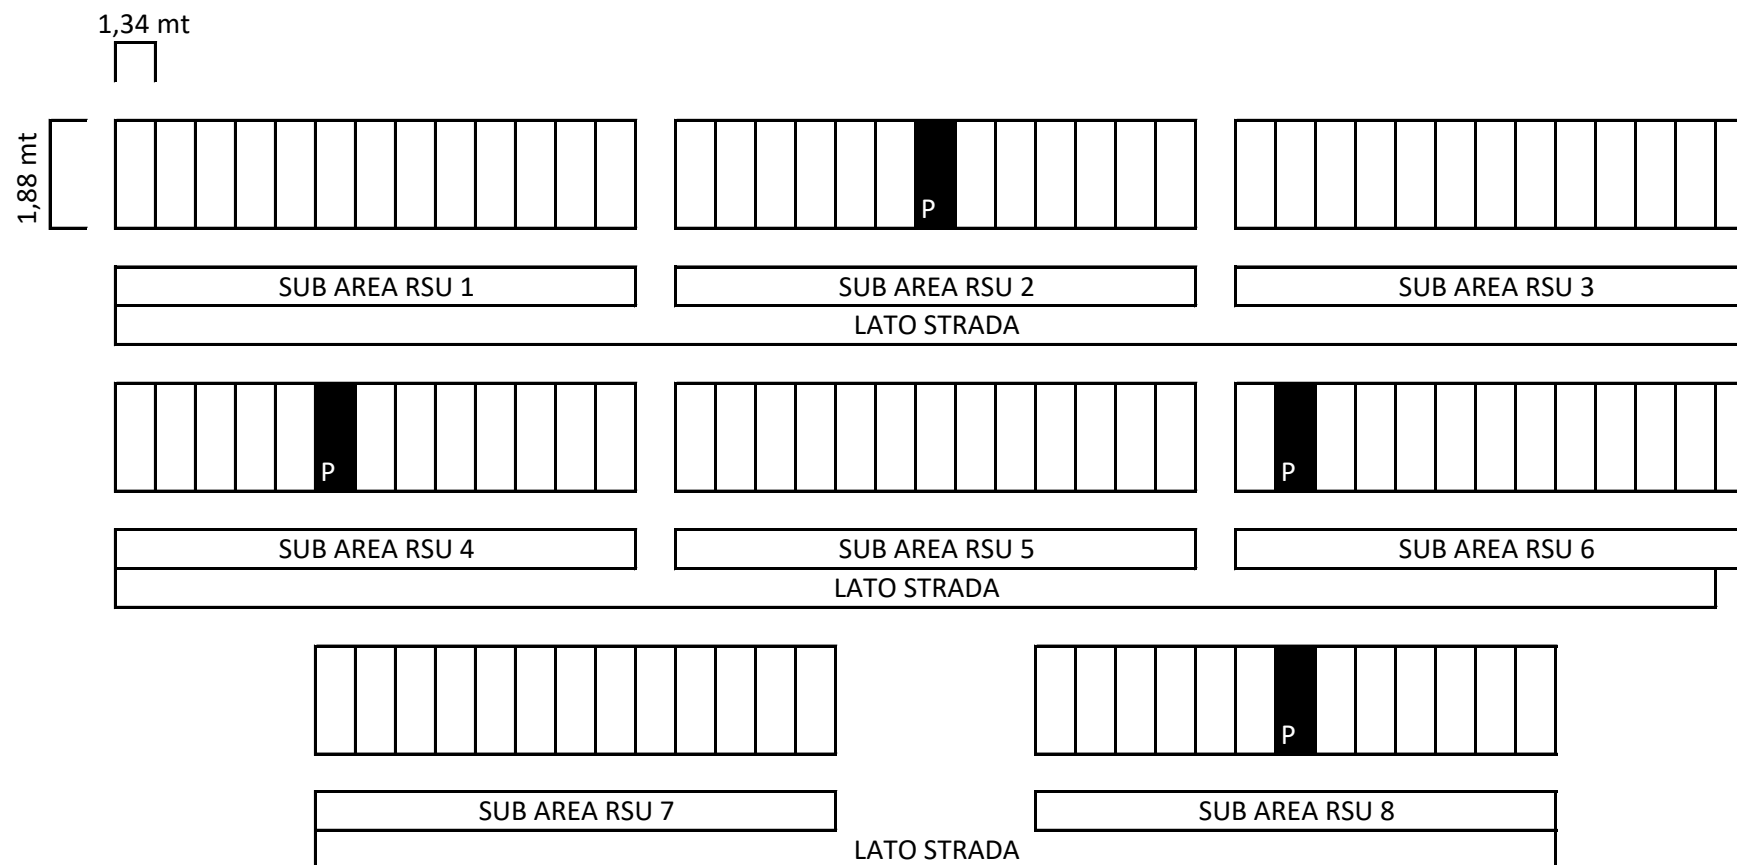 1,34 mt
1,88 mt
P
SUB AREA RSU 1
SUB AREA RSU 2
SUB AREA RSU 3
LATO STRADA
P
P
SUB AREA RSU 4
SUB AREA RSU 5
SUB AREA RSU 6
LATO STRADA
P
SUB AREA RSU 7
SUB AREA RSU 8
LATO STRADA